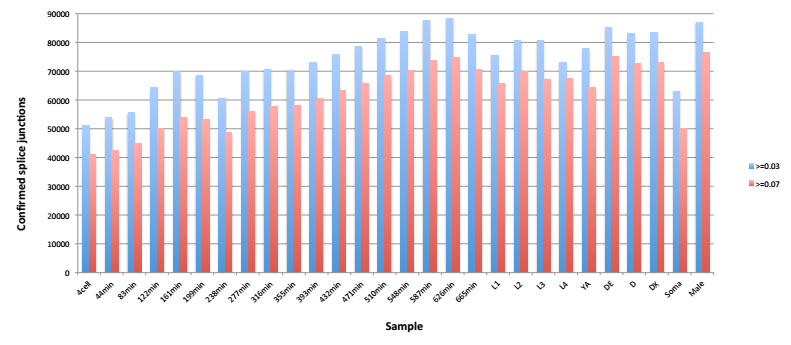 90000
80000
70000
60000
50000
40000
30000
20000
10000
0
Confirmed splice junctions
4cell
44min
83min
122min
161min
199min
238min
277min
316min
355min
393min
432min
471min
510min
548min
587min
626min
665min
L1
L2
L3
L4
YA
DE
D
DX
Soma
Male
Sample
>=0.03
>=0.07